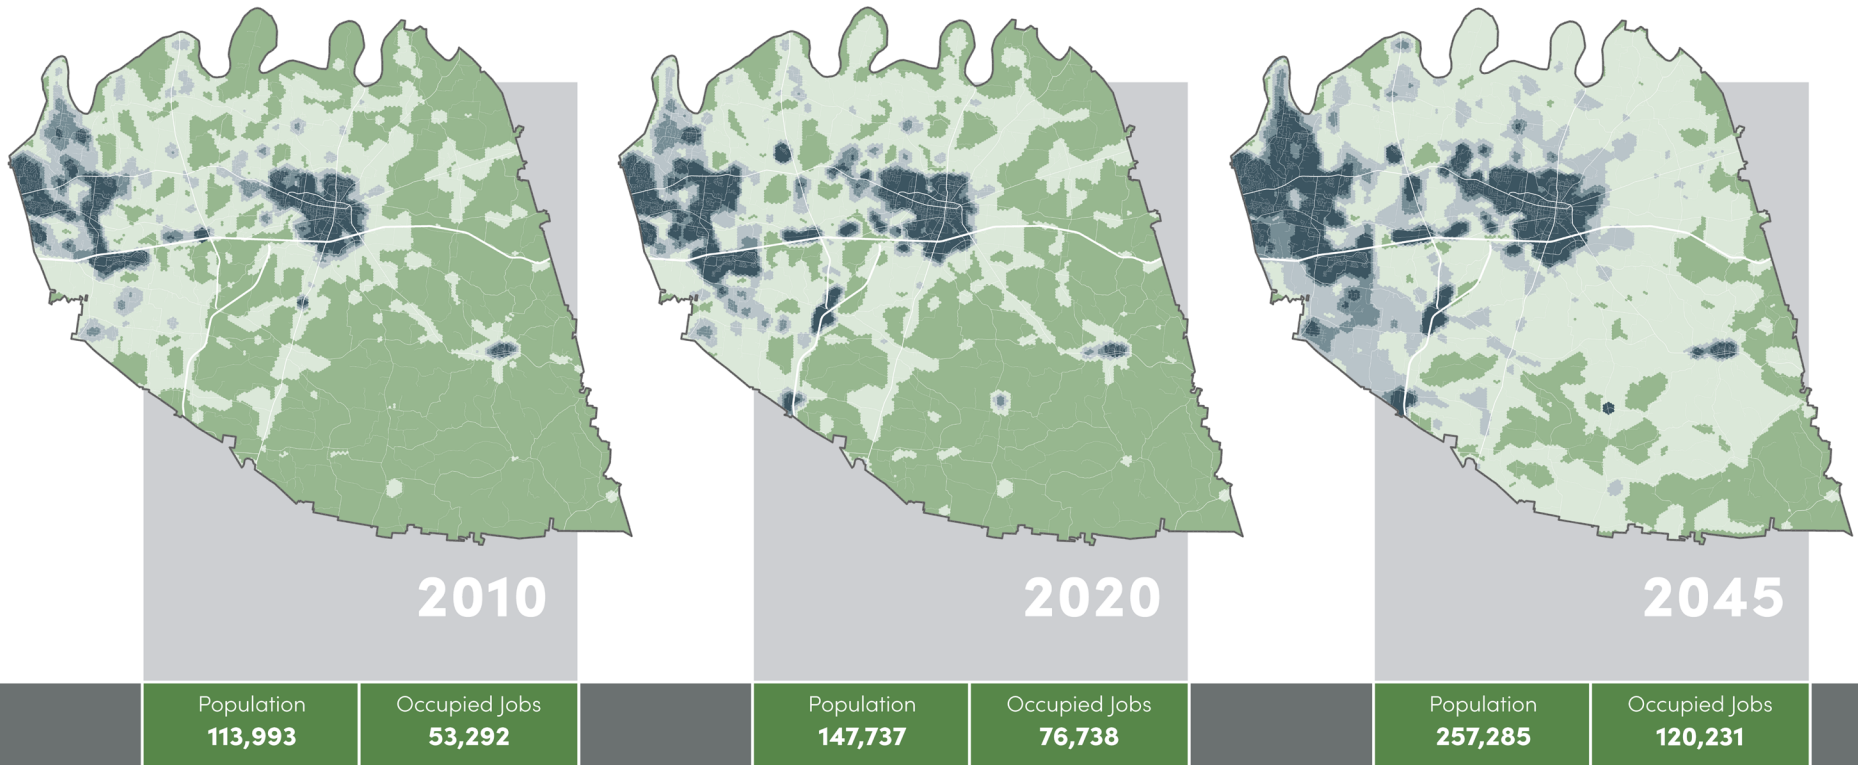 2010
2020
2045
Population
113,993
Occupied Jobs
53,292
Population
147,737
Occupied Jobs
76,738
Population
257,285
Occupied Jobs
120,231